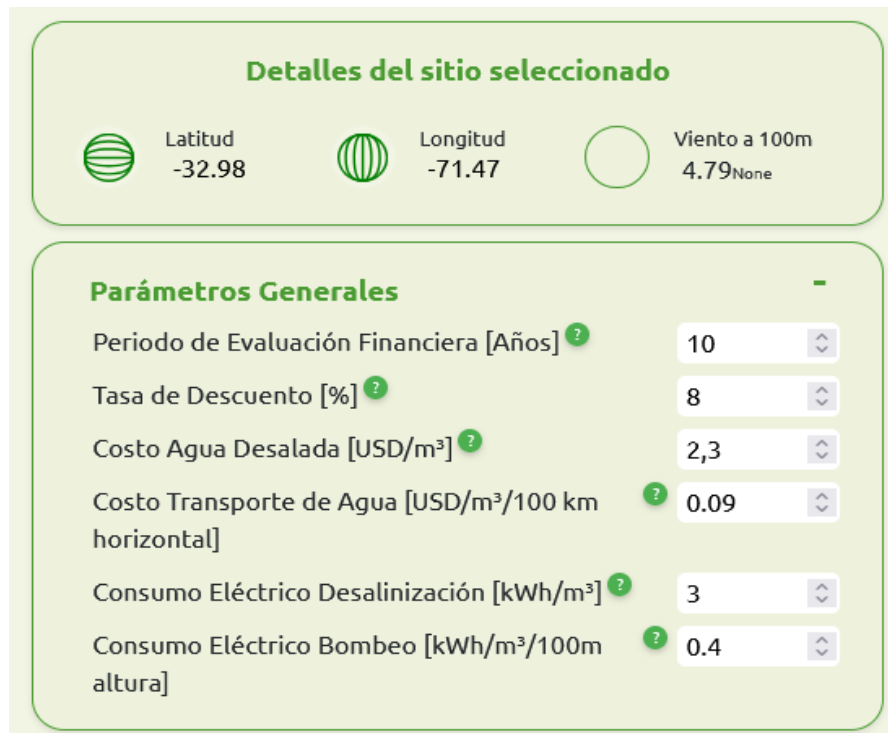 Detalles del sitio seleccionado
Latitud
-32.98
Longitud
-71.47
Viento a 100m
4.79None
Parámetros Generales
-
Periodo de Evaluación Financiera [Años] ?
10
Tasa de Descuento [%] ?
8
Costo Agua Desalada [USD/m³] ?
2,3
Costo Transporte de Agua [USD/m³/100 km ?
horizontal]
0.09
Consumo Eléctrico Desalinización [kWh/m³] ?
3
Consumo Eléctrico Bombeo [kWh/m³/100m ?
altura]
0.4